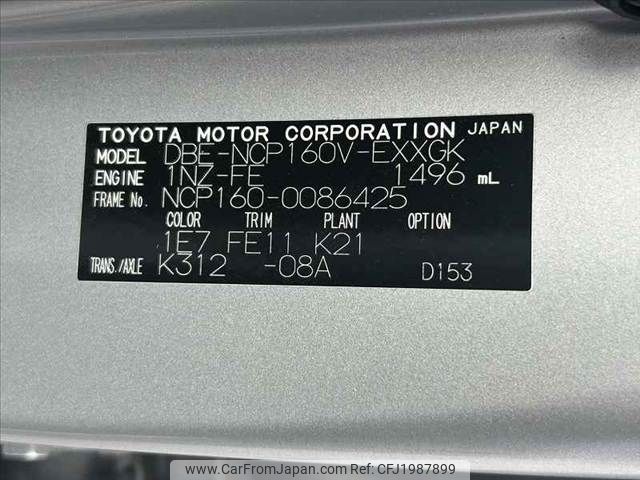 TOYOTA MOTOR CORPORATION JAPAN
MODEL DBE-NCP160V-EXXGK
ENGINE 1NZ-FE 1496 mL
FRAME No. NCP160-0086425
COLOR TRIM PLANT OPTION
1E7 FE11 K21
TRANS./AXLE K312 -08A D153
www.CarFromJapan.com CarFromJapan: CFJ1987899